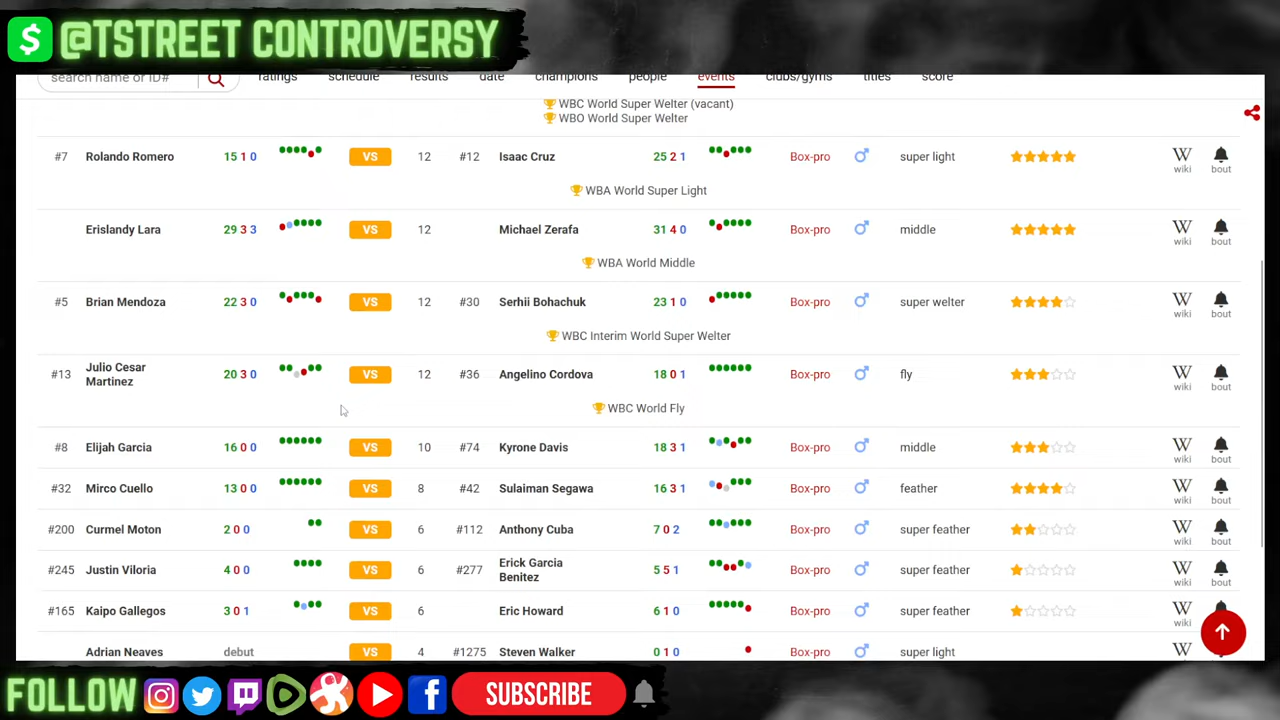 $ @TSTREET CONTROVERSY
search name or ID# ratings schedule results date champions people events clubs/gyms titles score
WBC World Super Welter (vacant)
WBO World Super Welter
#7 Rolando Romero 15 1 0 VS 12 #12 Isaac Cruz 25 2 1 Box-pro super light W wiki bout
WBA World Super Light
Erislandy Lara 29 3 3 VS 12 Michael Zerafa 31 4 0 Box-pro middle W wiki bout
WBA World Middle
#5 Brian Mendoza 22 3 0 VS 12 #30 Serhii Bohachuk 23 1 0 Box-pro super welter W wiki bout
WBC Interim World Super Welter
#13 Julio Cesar Martinez 20 3 0 VS 12 #36 Angelino Cordova 18 0 1 Box-pro fly W wiki bout
WBC World Fly
#8 Elijah Garcia 16 0 0 VS 10 #74 Kyrone Davis 18 3 1 Box-pro middle W wiki bout
#32 Mirco Cuello 13 0 0 VS 8 #42 Sulaiman Segawa 16 3 1 Box-pro feather W wiki bout
#200 Curmel Moton 2 0 0 VS 6 #112 Anthony Cuba 7 0 2 Box-pro super feather W wiki bout
#245 Justin Viloria 4 0 0 VS 6 #277 Erick Garcia Benitez 5 5 1 Box-pro super feather W wiki bout
#165 Kaipo Gallegos 3 0 1 VS 6 Eric Howard 6 1 0 Box-pro super feather W wiki
Adrian Neaves debut VS 4 #1275 Steven Walker 0 1 0 Box-pro super light W
FOLLOW SUBSCRIBE